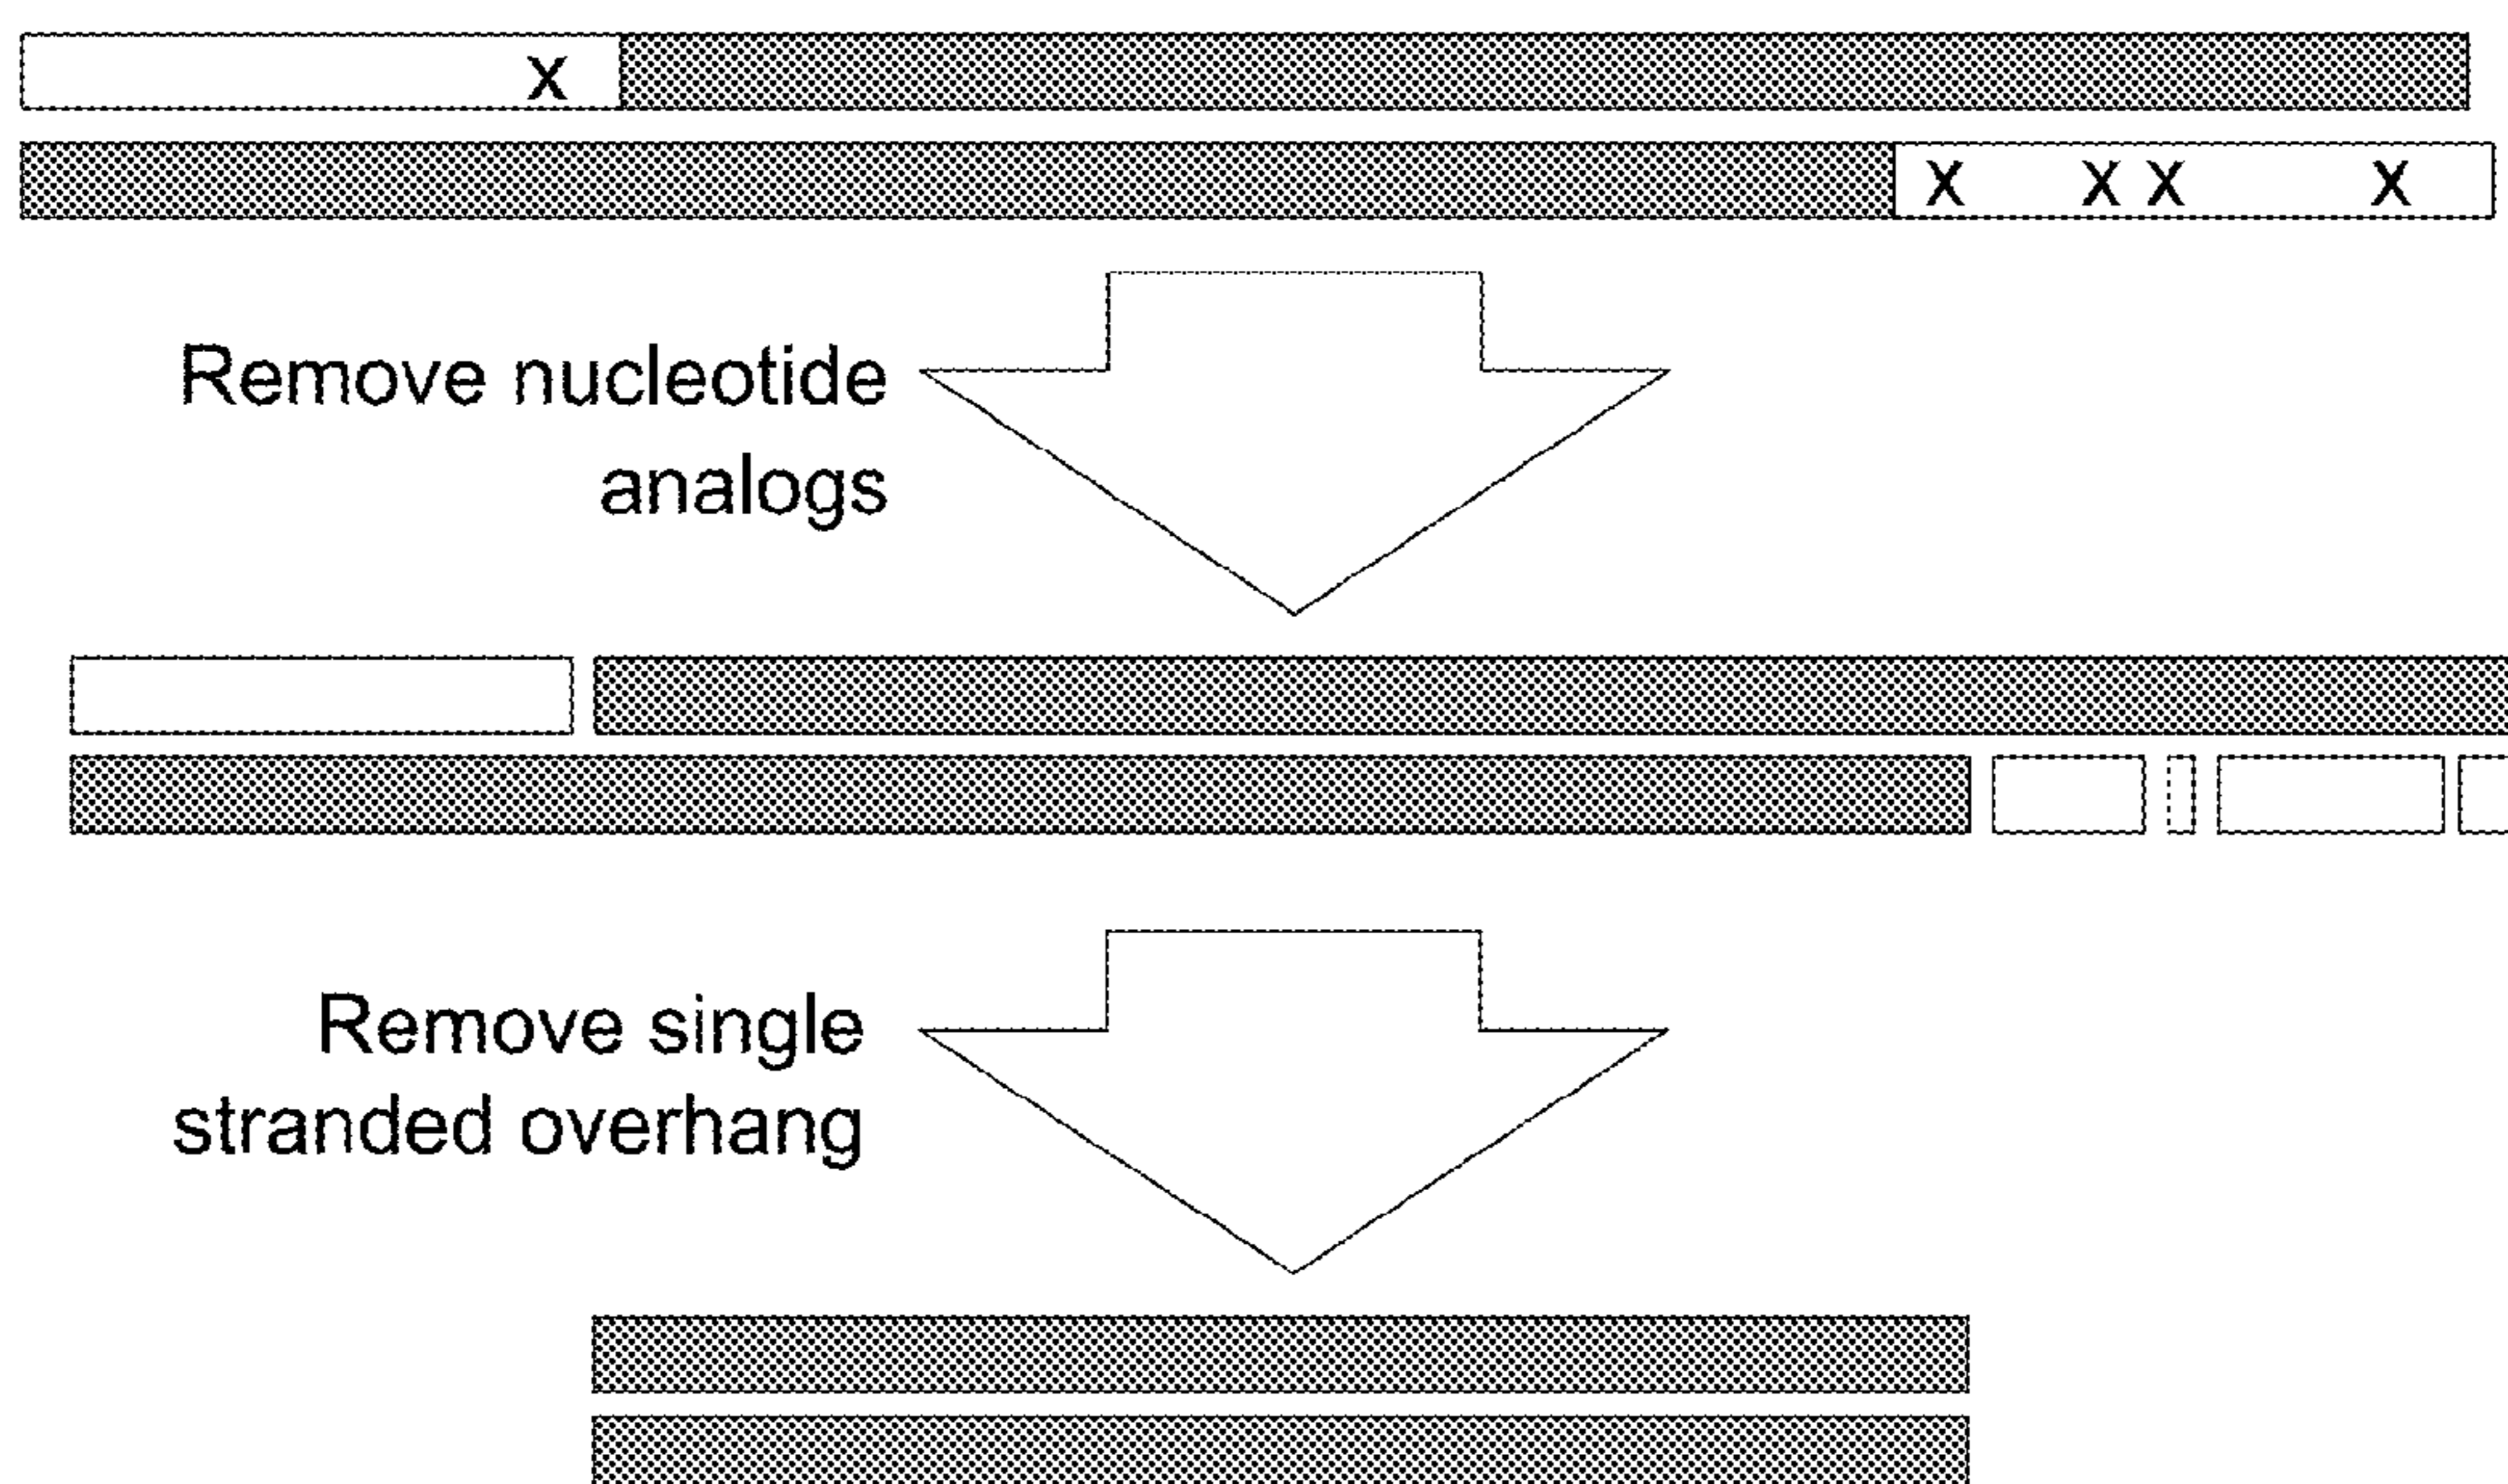 X
X X X X
Remove nucleotide
analogs
Remove single
stranded overhang